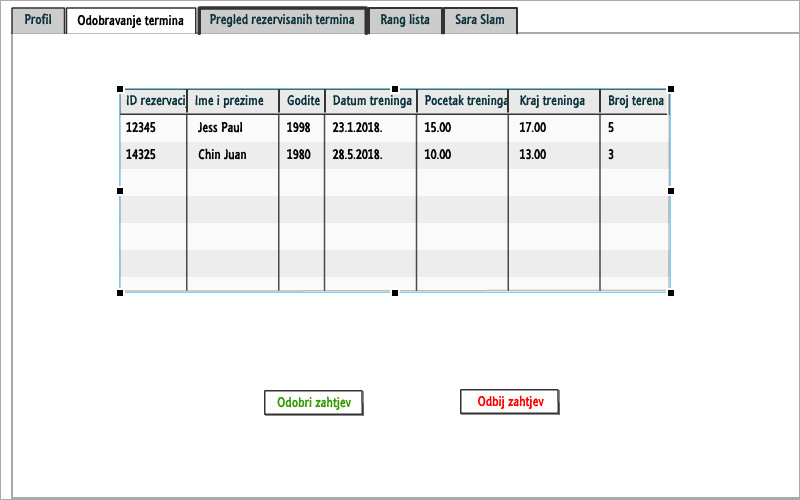 Profil Odobravanje termina Pregled rezervisanih termina Rang lista Sara Slam
ID rezervacij Ime i prezime Godite Datum treninga Pocetak treninga Kraj treninga Broj terena
12345 Jess Paul 1998 23.1.2018. 15.00 17.00 5
14325 Chin Juan 1980 28.5.2018. 10.00 13.00 3
Odobri zahtjev Odbij zahtjev